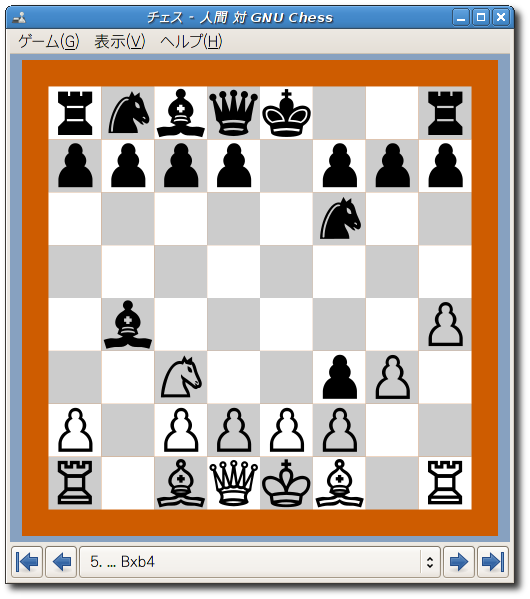 チェス - 人間 対 GNU Chess
ゲーム(G) 表示(V) ヘルプ(H)
5. ... Bxb4